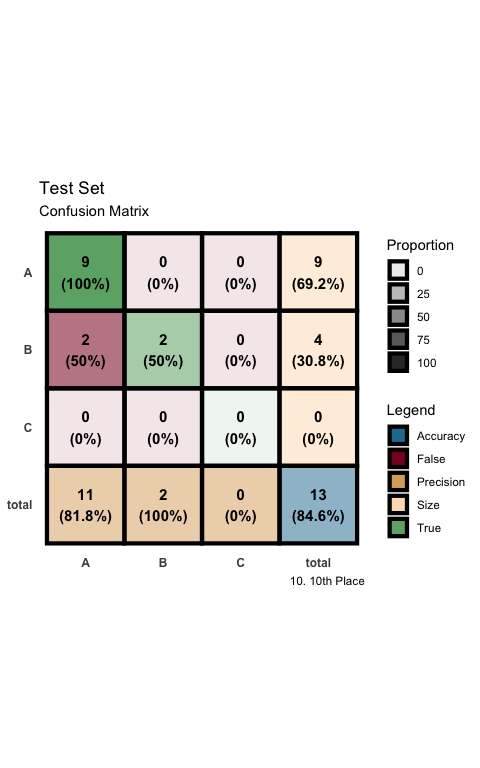 Test Set
Confusion Matrix
A 9 0 0 9
(100%) (0%) (0%) (69.2%)
B 2 2 0 4
(50%) (50%) (0%) (30.8%)
C 0 0 0 0
(0%) (0%) (0%) (0%)
total 11 2 0 13
(81.8%) (100%) (0%) (84.6%)
A B C total
10. 10th Place
Proportion
0
25
50
75
100
Legend
Accuracy
False
Precision
Size
True